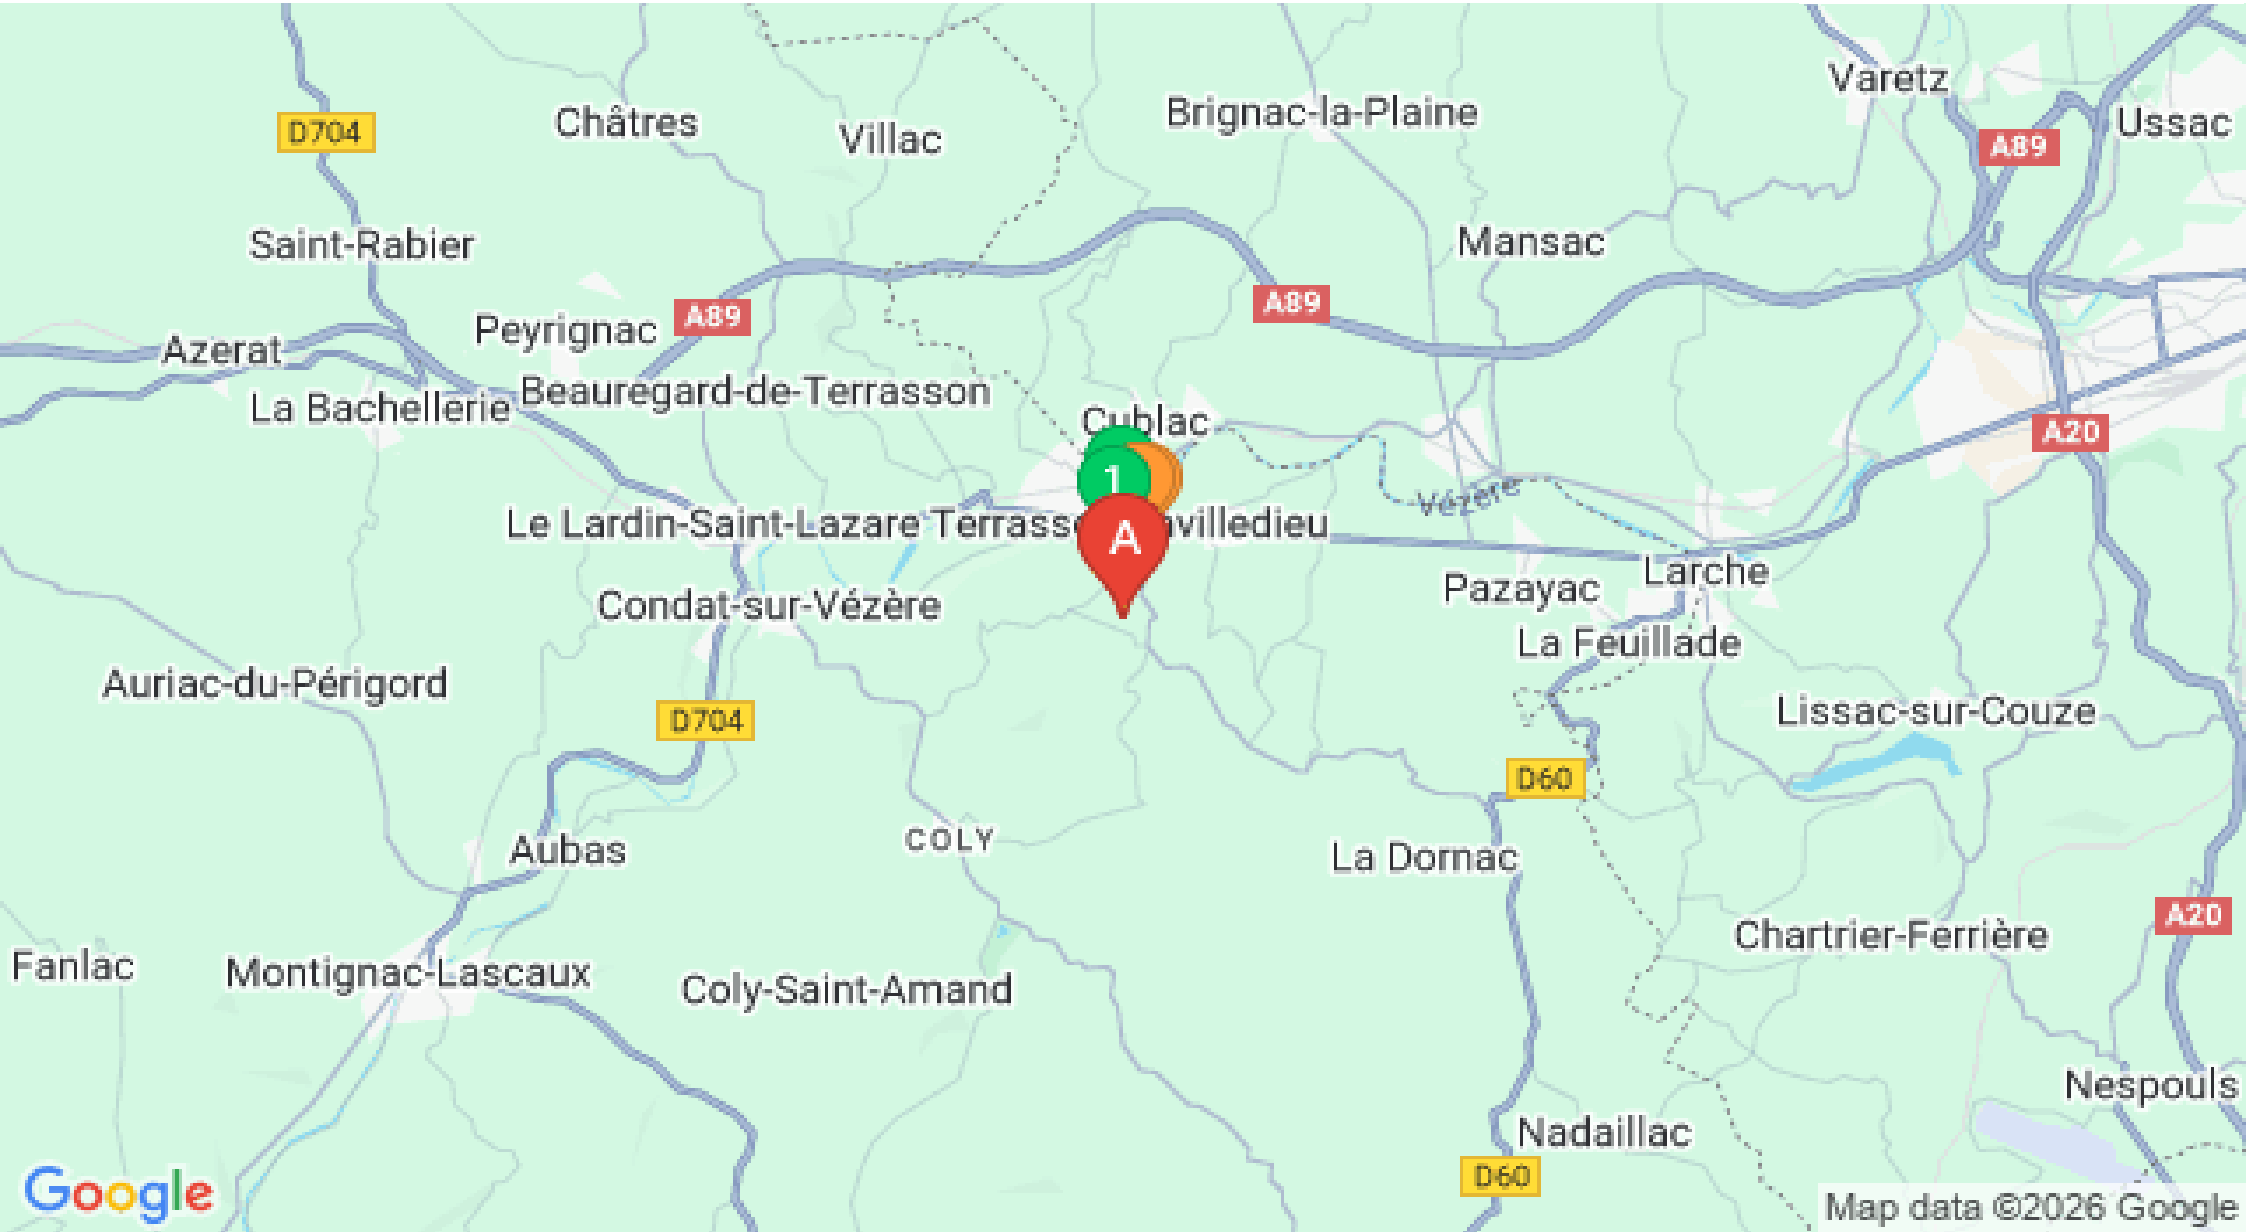 Varetz
Châtres
Villac
Brignac-la-Plaine
Ussac
D704
A89
Saint-Rabier
Mansac
A89
A89
Peyrignac
Azerat
Beauregard-de-Terrasson
La Bachellerie
Cublac
A20
1
Vézère
Le Lardin-Saint-Lazare
Terrass
villedieu
A
Larche
Pazayac
Condat-sur-Vézère
La Feuillade
Auriac-du-Périgord
D704
Lissac-sur-Couze
D60
COLY
Aubas
La Dornac
A20
Chartrier-Ferrière
Fanlac
Montignac-Lascaux
Coly-Saint-Amand
Nespouls
Nadaillac
D60
Google
Map data ©2026 Google